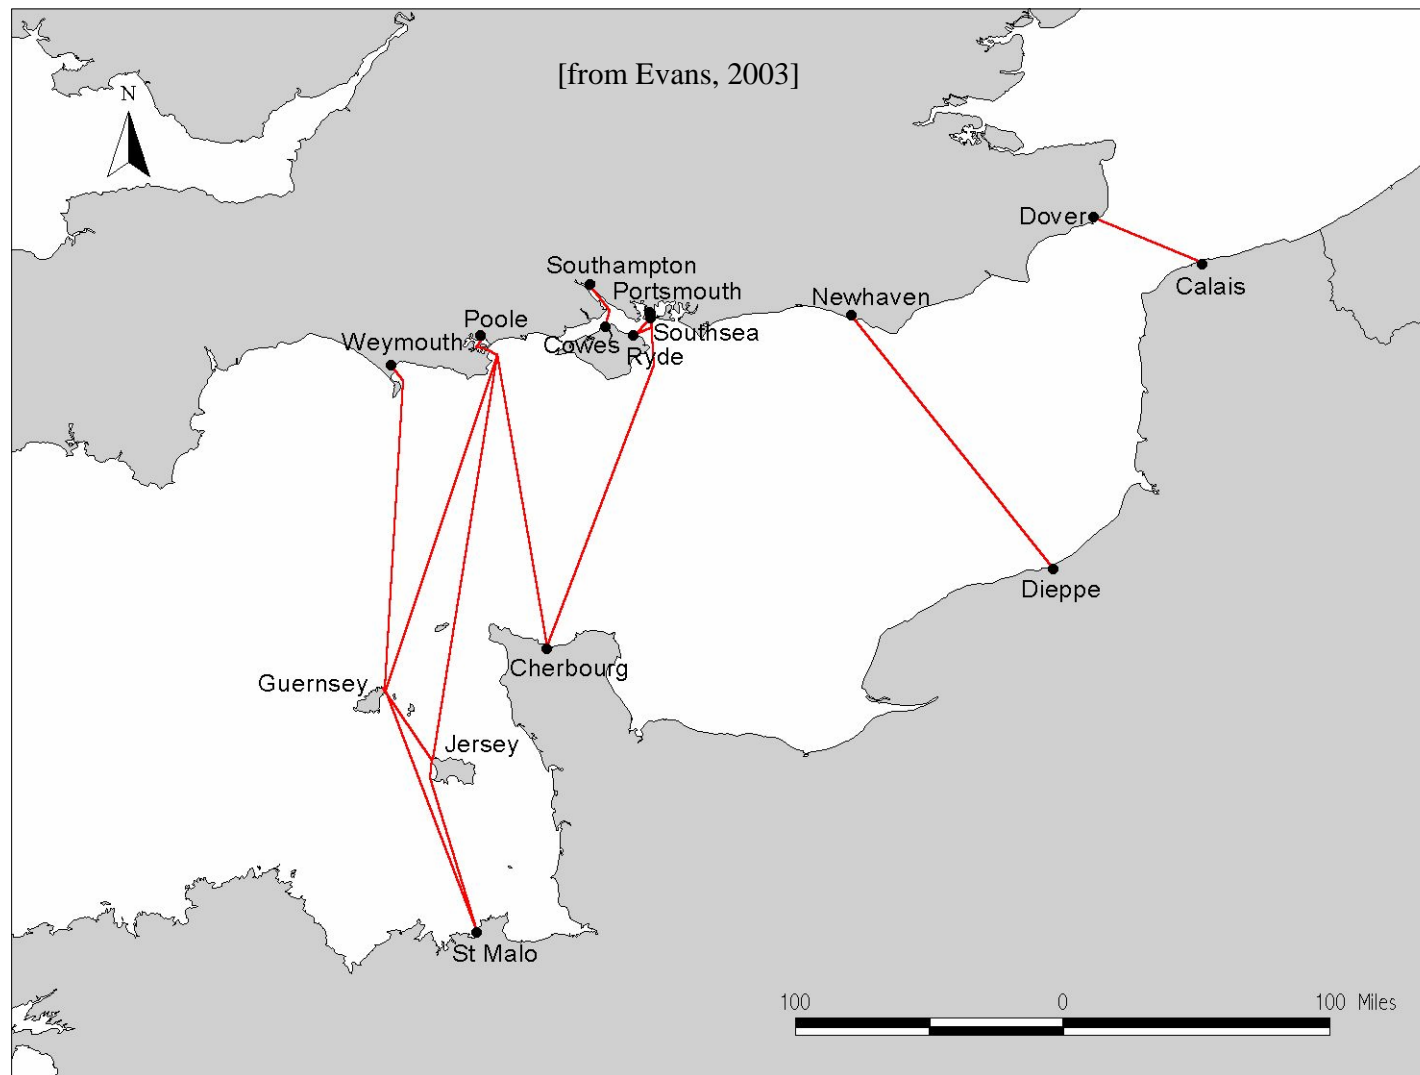 [from Evans, 2003]
N
Dover
Southampton
Calais
Portsmouth
Newhaven
Poole
Southsea
Weymouth
Cowes
Ryde
Dieppe
Cherbourg
Guernsey
Jersey
St Malo
100 0 100 Miles